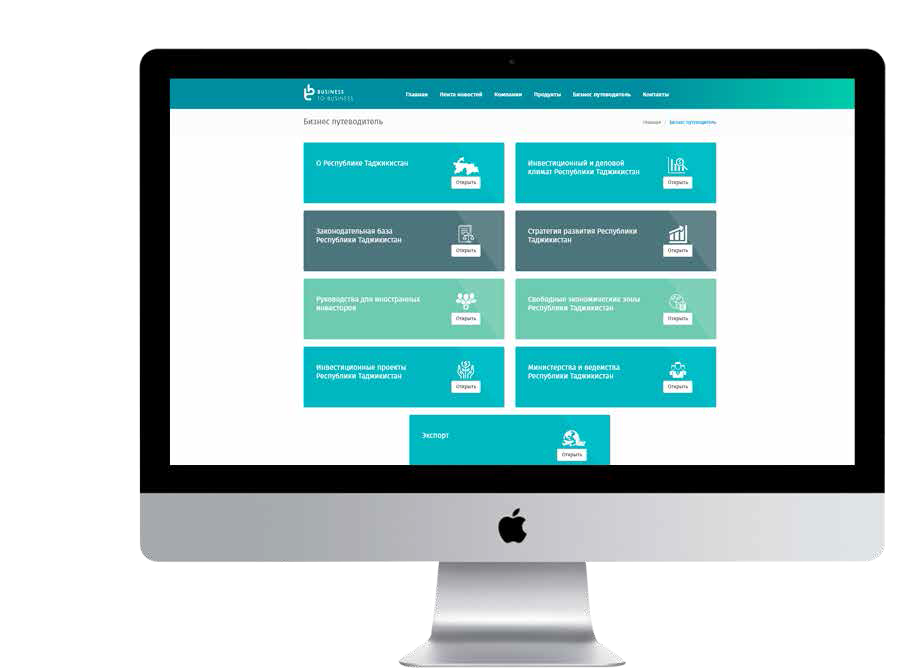 BUSINESS
TO BUSINESS
Главная Лента новостей Компании Продукты Бизнес путеводитель Контакты
Бизнес путеводитель
Главная / Бизнес путеводитель
О Республике Таджикистан
Открыть
Инвестиционный и деловой
климат Республики Таджикистан
Открыть
Законодательная база
Республики Таджикистан
Открыть
Стратегия развития Республики
Таджикистан
Открыть
Руководства для иностранных
инвесторов
Открыть
Свободные экономические зоны
Республики Таджикистан
Открыть
Инвестиционные проекты
Республики Таджикистан
Открыть
Министерства и ведомства
Республики Таджикистан
Открыть
Экспорт
Открыть